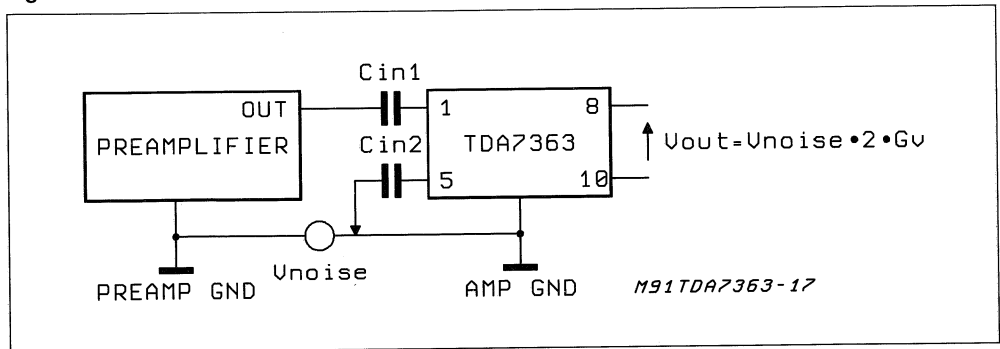 Cin1
OUT
1
8
PREAMPLIFIER
Cin2
TDA7363
Vout=Vnoise•2•Gv
5
10
Vnoise
PREAMP GND
AMP GND
M91TDA7363-17